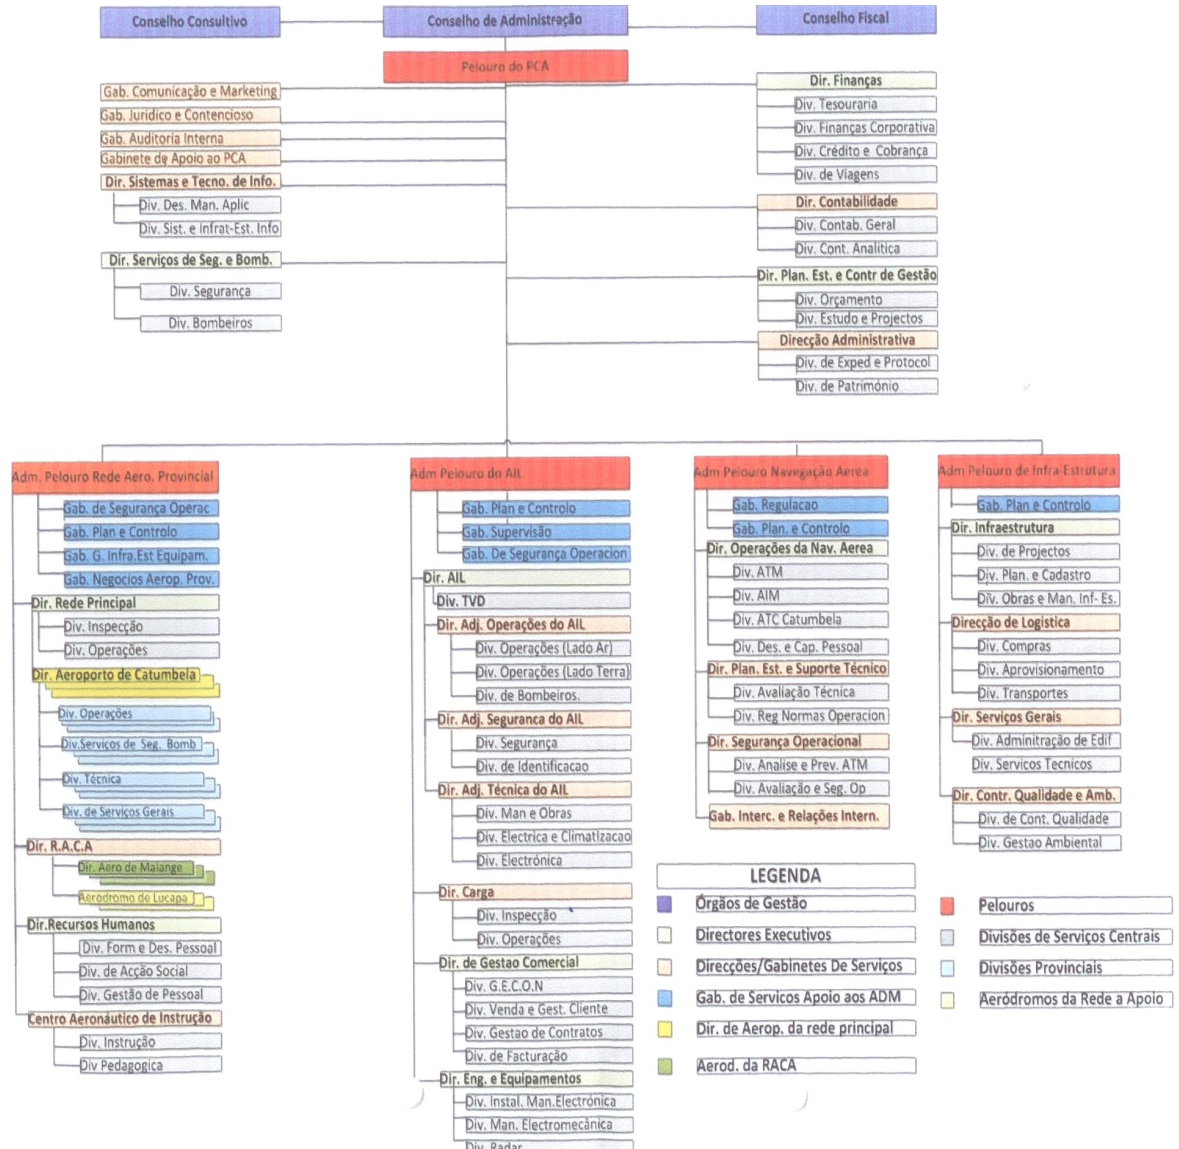 Conselho Consultivo
Conselho de Administração
Conselho Fiscal
Pelouro do PCA
Gab. Comunicação e Marketing
Gab. Juridico e Contencioso
Gab. Auditoria Interna
Gabinete de Apoio ao PCA
Dir. Sistemas e Tecno. de Info.
Div. Des. Man. Aplic
Div. Sist. e Infrat-Est. Info
Dir. Serviços de Seg. e Bomb.
Div. Segurança
Div. Bombeiros
Dir. Finanças
Div. Tesouraria
Div. Finanças Corporativa
Div. Crédito e Cobrança
Div. de Viagens
Dir. Contabilidade
Div. Contab. Geral
Div. Cont. Analitica
Dir. Plan. Est. e Contr de Gestão
Div. Orçamento
Div. Estudo e Projectos
Direcção Administrativa
Div. de Exped e Protocol
Div. de Património
Adm. Pelouro Rede Aero. Provincial
Gab. de Segurança Operac
Gab. Plan e Controlo
Gab. G. Infra.Est Equipam.
Gab. Negocios Aerop. Prov.
Dir. Rede Principal
Div. Inspecção
Div. Operações
Dir. Aeroporto de Catumbela
Div. Operações
Div.Serviços de Seg. Bomb
Div. Técnica
Div. de Serviços Gerais
Dir. R.A.C.A
Dir. Aero de Malange
Aerodromo de Lucapa
Dir.Recursos Humanos
Div. Form e Des. Pessoal
Div. de Acção Social
Div. Gestão de Pessoal
Centro Aeronáutico de Instrução
Div. Instrução
Div Pedagogica
Adm Pelouro do AIL
Gab. Plan e Controlo
Gab. Supervisão
Gab. De Segurança Operacion
Dir. AIL
Div. TVD
Dir. Adj. Operações do AIL
Div. Operações (Lado Ar)
Div. Operações (Lado Terra)
Div. de Bombeiros.
Dir. Adj. Seguranca do AIL
Div. Segurança
Div. de Identificacao
Dir. Adj. Técnica do AIL
Div. Man e Obras
Div. Electrica e Climatizacao
Div. Electrónica
Dir. Carga
Div. Inspecção
Div. Operações
Dir. de Gestao Comercial
Div. G.E.C.O.N
Div. Venda e Gest. Cliente
Div. Gestao de Contratos
Div. de Facturação
Dir. Eng. e Equipamentos
Div. Instal. Man.Electrónica
Div. Man. Electromecânica
Div. Radar
Adm Pelouro Navegação Aerea
Gab. Regulacao
Gab. Plan. e Controlo
Dir. Operações da Nav. Aerea
Div. ATM
Div. AIM
Div. ATC Catumbela
Div. Des. e Cap. Pessoal
Dir. Plan. Est. e Suporte Técnico
Div. Avaliação Técnica
Div. Reg Normas Operacion
Dir. Segurança Operacional
Div. Analise e Prev. ATM
Div. Avaliação e Seg. Op
Gab. Interc. e Relações Intern.
Adm Pelouro de Infra-Estrutura
Gab. Plan e Controlo
Dir. Infraestrutura
Div. de Projectos
Div. Plan. e Cadastro
Div. Obras e Man. Inf- Es.
Direcção de Logistica
Div. Compras
Div. Aprovisionamento
Div. Transportes
Dir. Serviços Gerais
Div. Adminitração de Edif
Div. Servicos Tecnicos
Dir. Contr. Qualidade e Amb.
Div. de Cont. Qualidade
Div. Gestao Ambiental
LEGENDA
Órgãos de Gestão
Directores Executivos
Direcções/Gabinetes De Serviços
Gab. de Servicos Apoio aos ADM
Dir. de Aerop. da rede principal
Aerod. da RACA
Pelouros
Divisões de Serviços Centrais
Divisões Provinciais
Aeródromos da Rede a Apoio